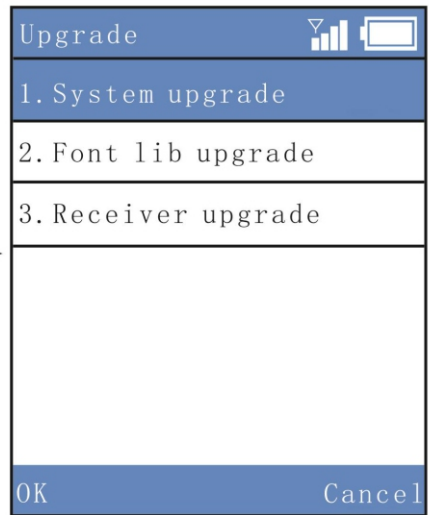 Upgrade
1.System upgrade
2.Font lib upgrade
3.Receiver upgrade
OK Cancel